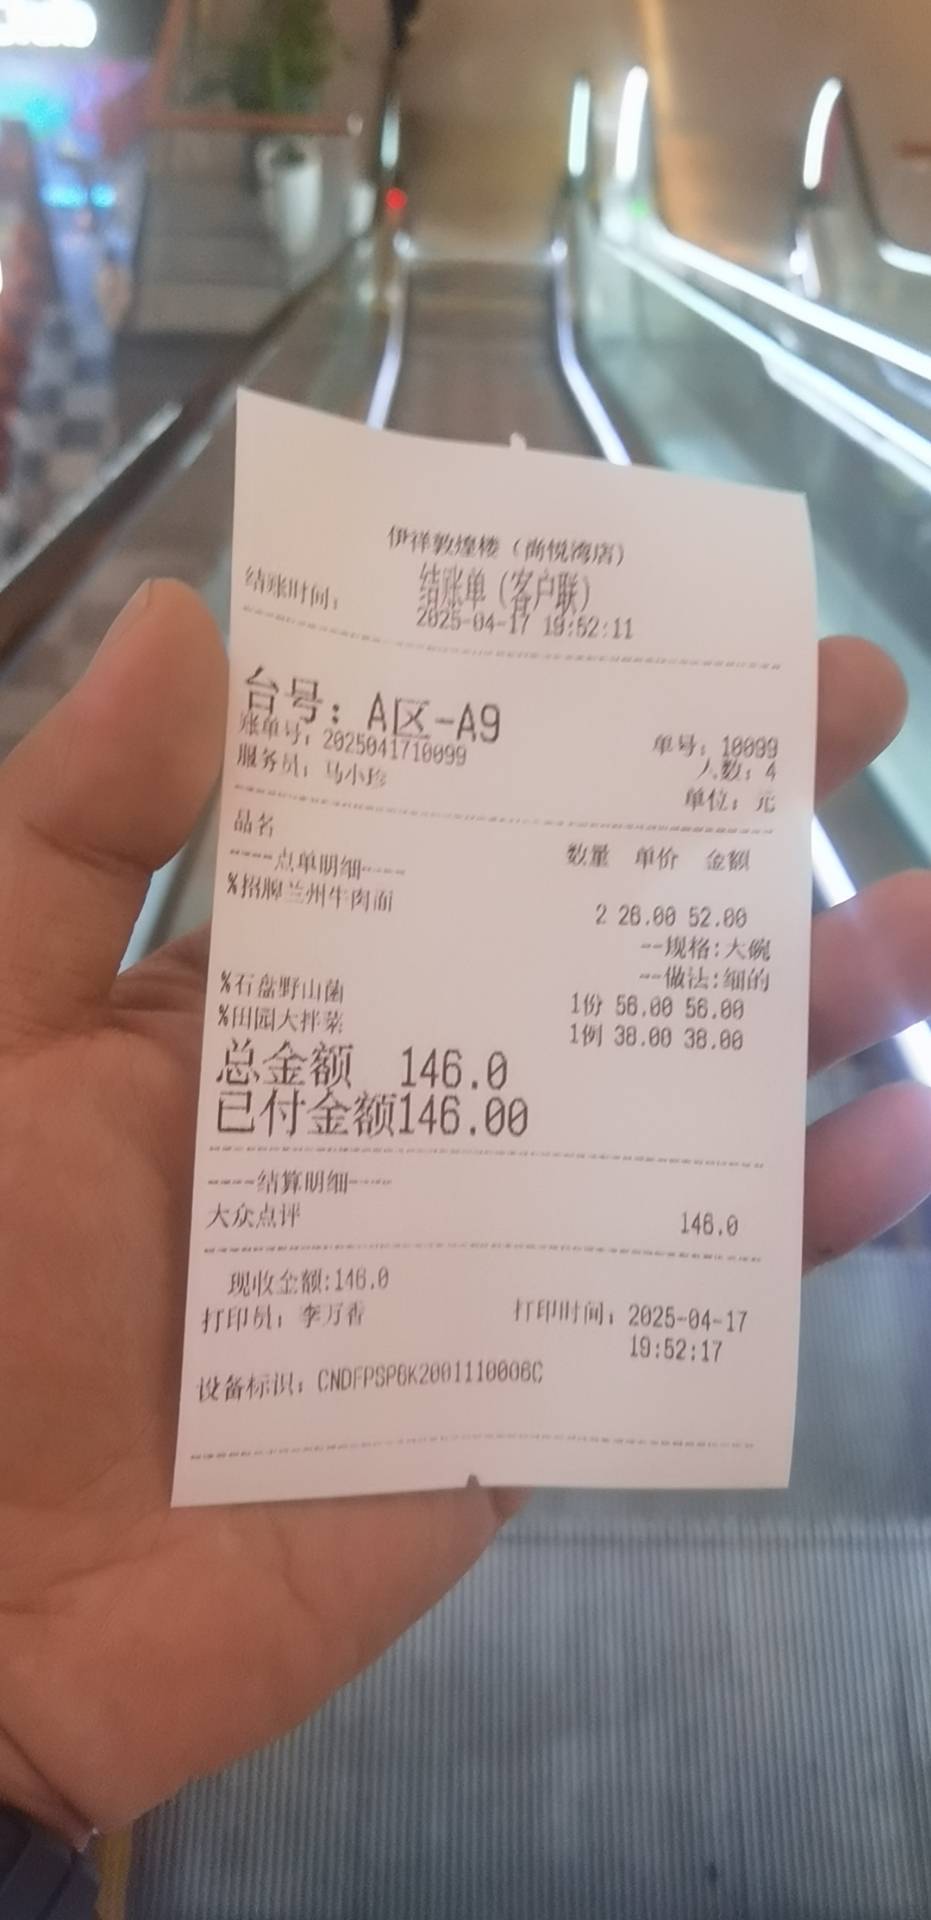 伊祥敦煌楼（尚悦湾店）
结账单（客户联）
结账时间： 2025-04-17 19:52:11
台号：A区-A9
账单号：2025041710099 单号：10099
服务员：马小珍 人数：4
单位：元
品名 数量 单价 金额
----点单明细----
%招牌兰州牛肉面 2 26.00 52.00
--规格:大碗
--做法:细的
%石盘野山菌 1份 56.00 56.00
%田园大拌菜 1例 38.00 38.00
总金额 146.0
已付金额146.00
----结算明细----
大众点评 146.0
现收金额:146.0
打印员：李万香 打印时间：2025-04-17
19:52:17
设备标识：CNDFPSP8K2001110006C